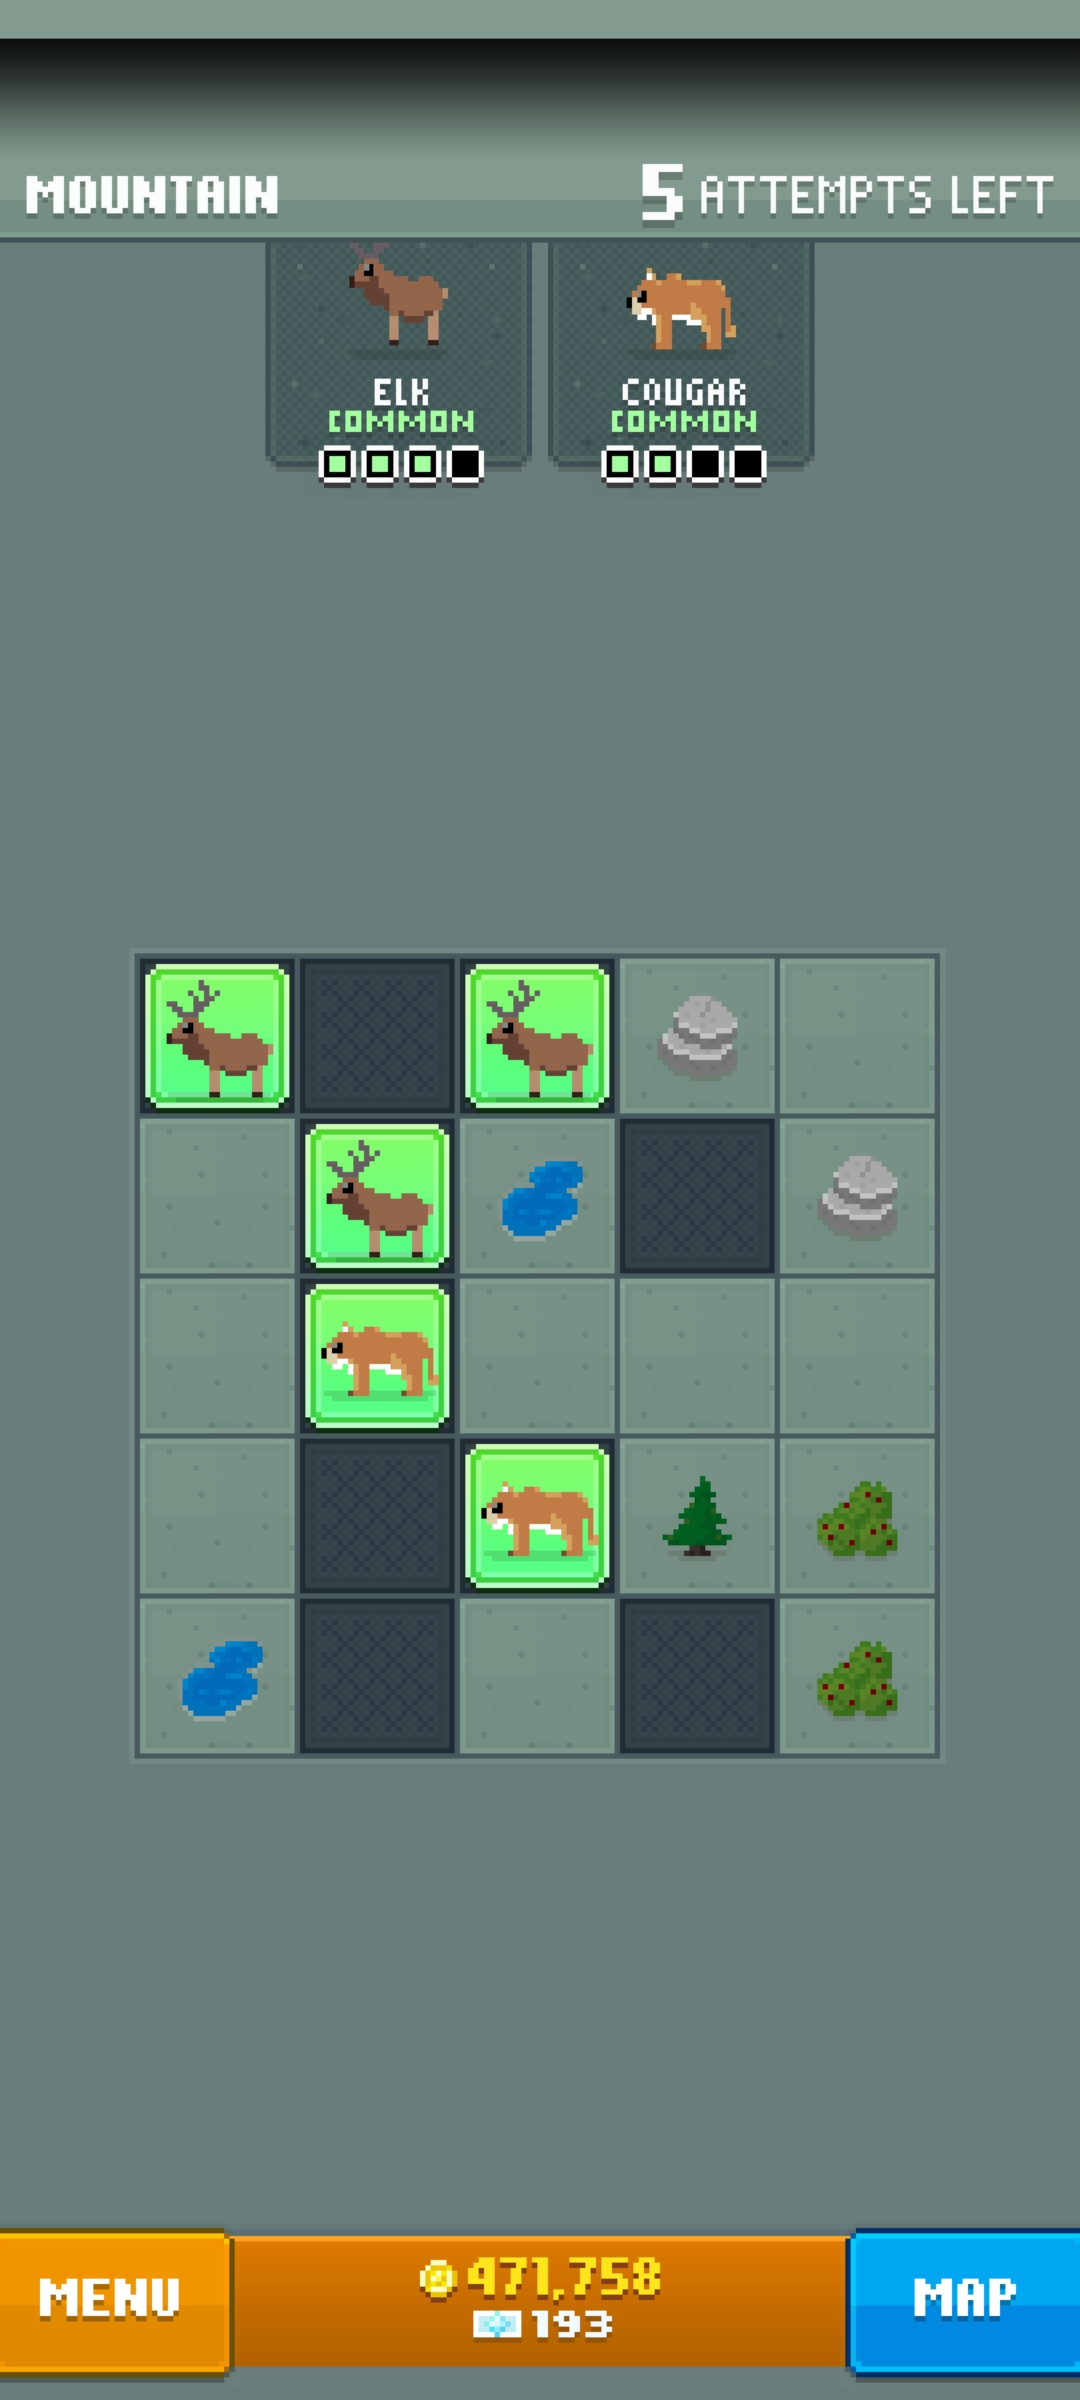 MOUNTAIN
5 ATTEMPTS LEFT
ELK
COMMON
COUGAR
COMMON
MENU
471,758
193
MAP